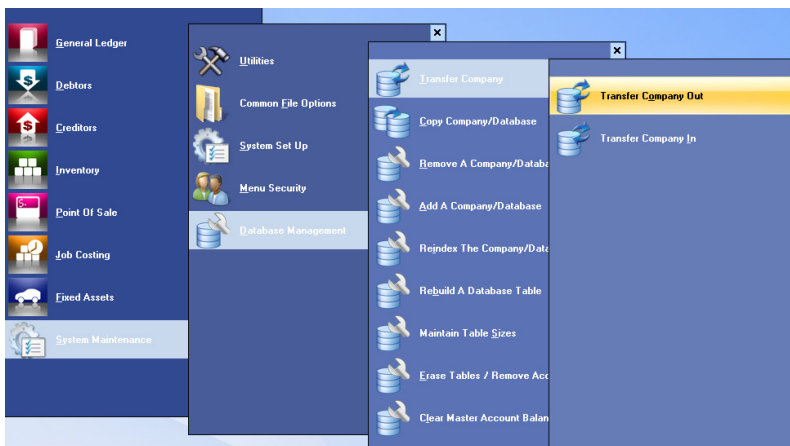 General Ledger
Debtors
Creditors
Inventory
Point Of Sale
Job Costing
Fixed Assets
System Maintenance
Utilities
Common File Options
System Set Up
Menu Security
Database Management
Transfer Company
Copy Company/Database
Remove A Company/Databa
Add A Company/Database
Reindex The Company/Data
Rebuild A Database Table
Maintain Table Sizes
Erase Tables / Remove Acc
Clear Master Account Balan
Transfer Company Out
Transfer Company In